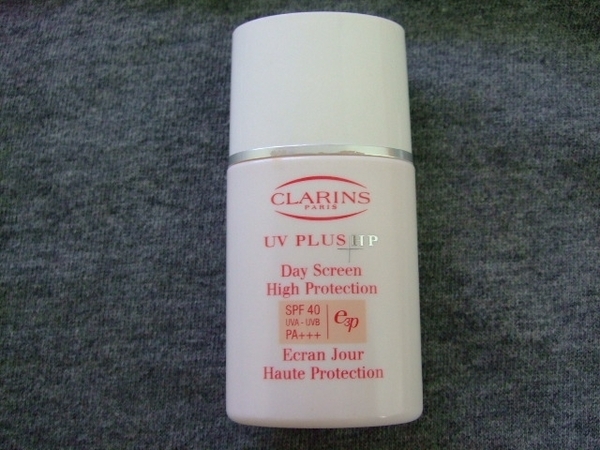 CLARINS
PARIS
UV PLUS HP
Day Screen
High Protection
SPF 40
UVA - UVB
PA+++
e3p
Ecran Jour
Haute Protection